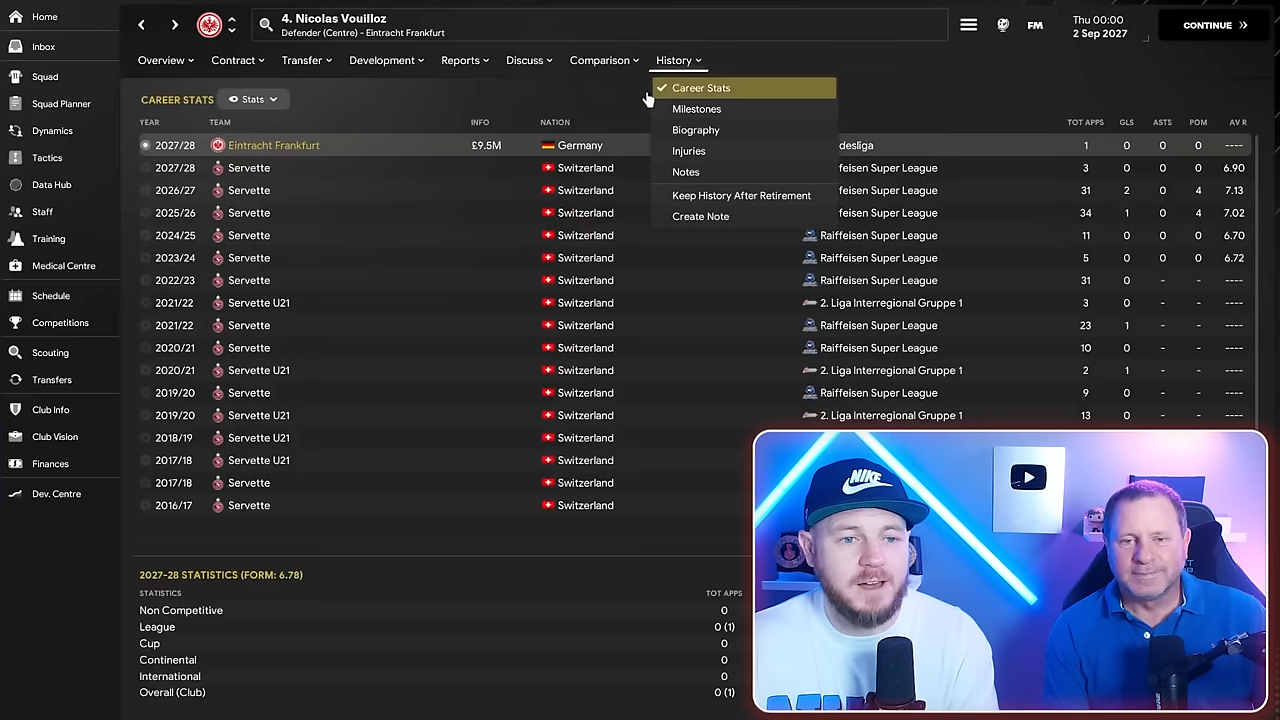 Home
Inbox
Squad
Squad Planner
Dynamics
Tactics
Data Hub
Staff
Training
Medical Centre
Schedule
Competitions
Scouting
Transfers
Club Info
Club Vision
Finances
Dev. Centre
4. Nicolas Vouilloz
Defender (Centre) - Eintracht Frankfurt
FM
Thu 00:00
2 Sep 2027
CONTINUE
Overview Contract Transfer Development Reports Discuss Comparison History
CAREER STATS Stats
Career Stats
Milestones
Biography
Injuries
Notes
Keep History After Retirement
Create Note
YEAR TEAM INFO NATION TOT APPS GLS ASTS POM AV R
2027/28 Eintracht Frankfurt £9.5M Germany desliga 1 0 0 0 ----
2027/28 Servette Switzerland eiffeisen Super League 3 0 0 0 6.90
2026/27 Servette Switzerland eiffeisen Super League 31 2 0 4 7.13
2025/26 Servette Switzerland eiffeisen Super League 34 1 0 4 7.02
2024/25 Servette Switzerland Raiffeisen Super League 11 0 0 0 6.70
2023/24 Servette Switzerland Raiffeisen Super League 5 0 0 0 6.72
2022/23 Servette Switzerland Raiffeisen Super League 31 0 - - ----
2021/22 Servette U21 Switzerland 2. Liga Interregional Gruppe 1 3 0 - - ----
2021/22 Servette Switzerland Raiffeisen Super League 23 1 - - ----
2020/21 Servette Switzerland Raiffeisen Super League 10 0 - - ----
2020/21 Servette U21 Switzerland 2. Liga Interregional Gruppe 1 2 1 - - ----
2019/20 Servette Switzerland Raiffeisen Super League 9 0 - - ----
2019/20 Servette U21 Switzerland 2. Liga Interregional Gruppe 1 13 0 - - ----
2018/19 Servette U21 Switzerland
2017/18 Servette U21 Switzerland
2017/18 Servette Switzerland
2016/17 Servette Switzerland
2027-28 STATISTICS (FORM: 6.78)
STATISTICS TOT APPS
Non Competitive 0
League 0 (1)
Cup 0
Continental 0
International 0
Overall (Club) 0 (1)
NIKE